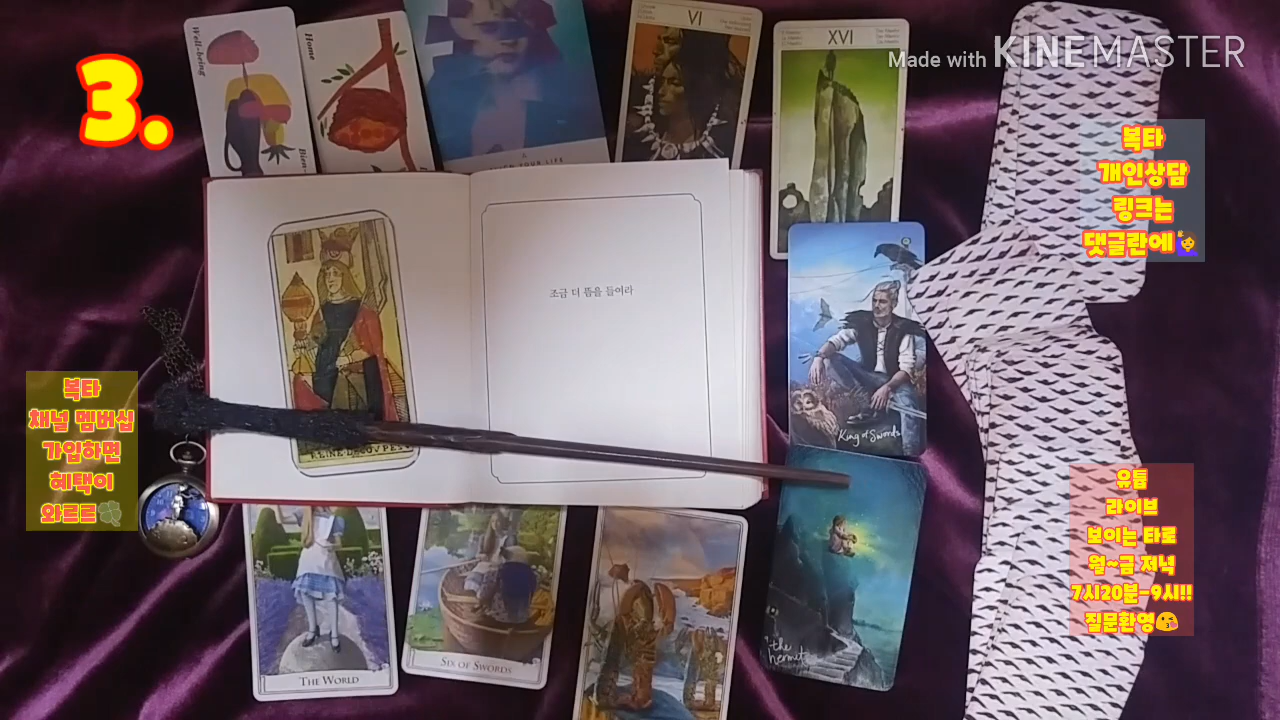 3.
Made with KINEMASTER
Well-being
Home
Bien-
YOUR LIFE
VI
XVI
복타
개인상담
링크는
댓글란에🙋‍♀️
조금 더 뜸을 들여라
King of Swords
복타
채널 멤버십
가입하면
혜택이
와르르🍀
유튭
라이브
보이는 타로
월~금 저녁
7시20분-9시!!
질문환영😘
the
hermit
THE WORLD
SIX OF SWORDS